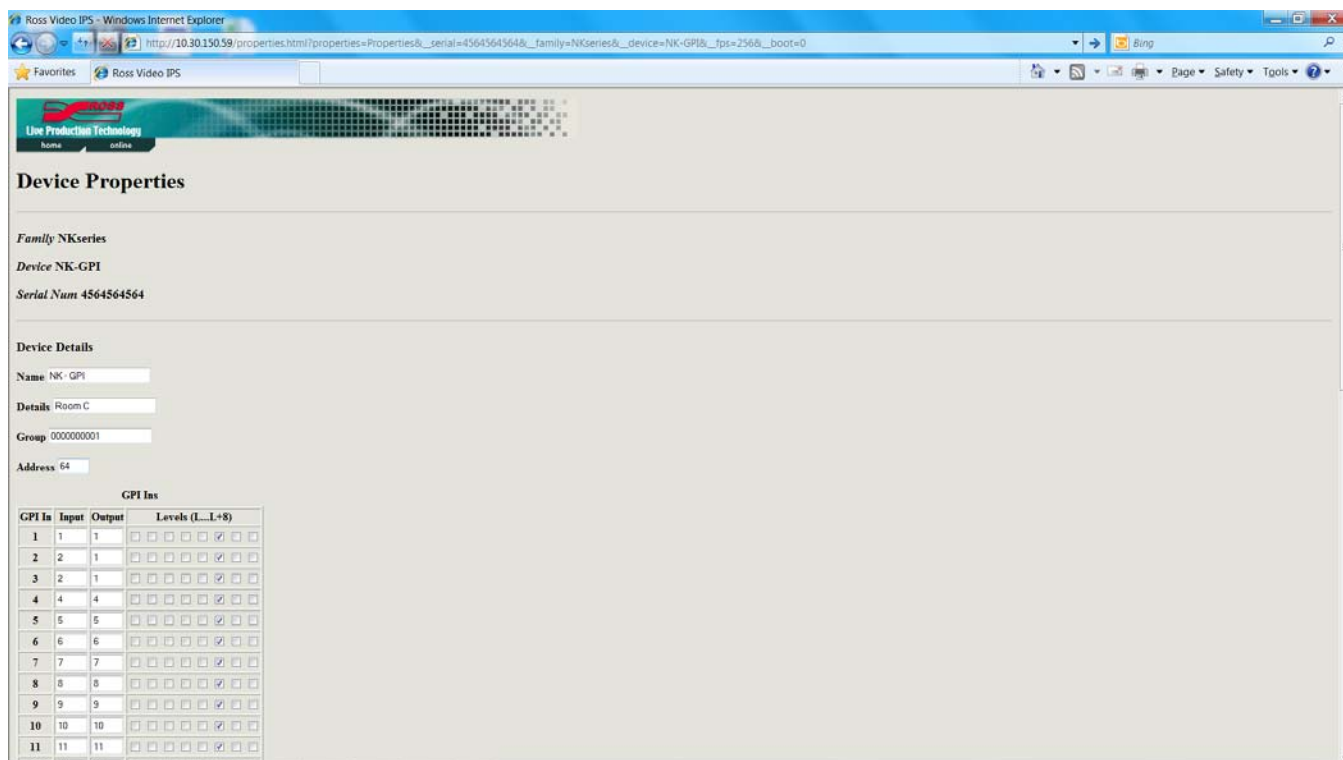 Ross Video IPS - Windows Internet Explorer
http://10.30.150.59/properties.html?properties=Properties&_serial=4564564564&_family=NKseries&_device=NK-GPI&_fps=256&_boot=0
Bing
Favorites Ross Video IPS
Page Safety Tools
ROSS
Live Production Technology
home online
Device Properties
Family NKseries
Device NK-GPI
Serial Num 4564564564
Device Details
Name NK - GPI
Details Room C
Group 0000000001
Address 64
GPI Ins
GPI In Input Output Levels (L...L+8)
1 1 1
2 2 1
3 2 1
4 4 4
5 5 5
6 6 6
7 7 7
8 8 8
9 9 9
10 10 10
11 11 11